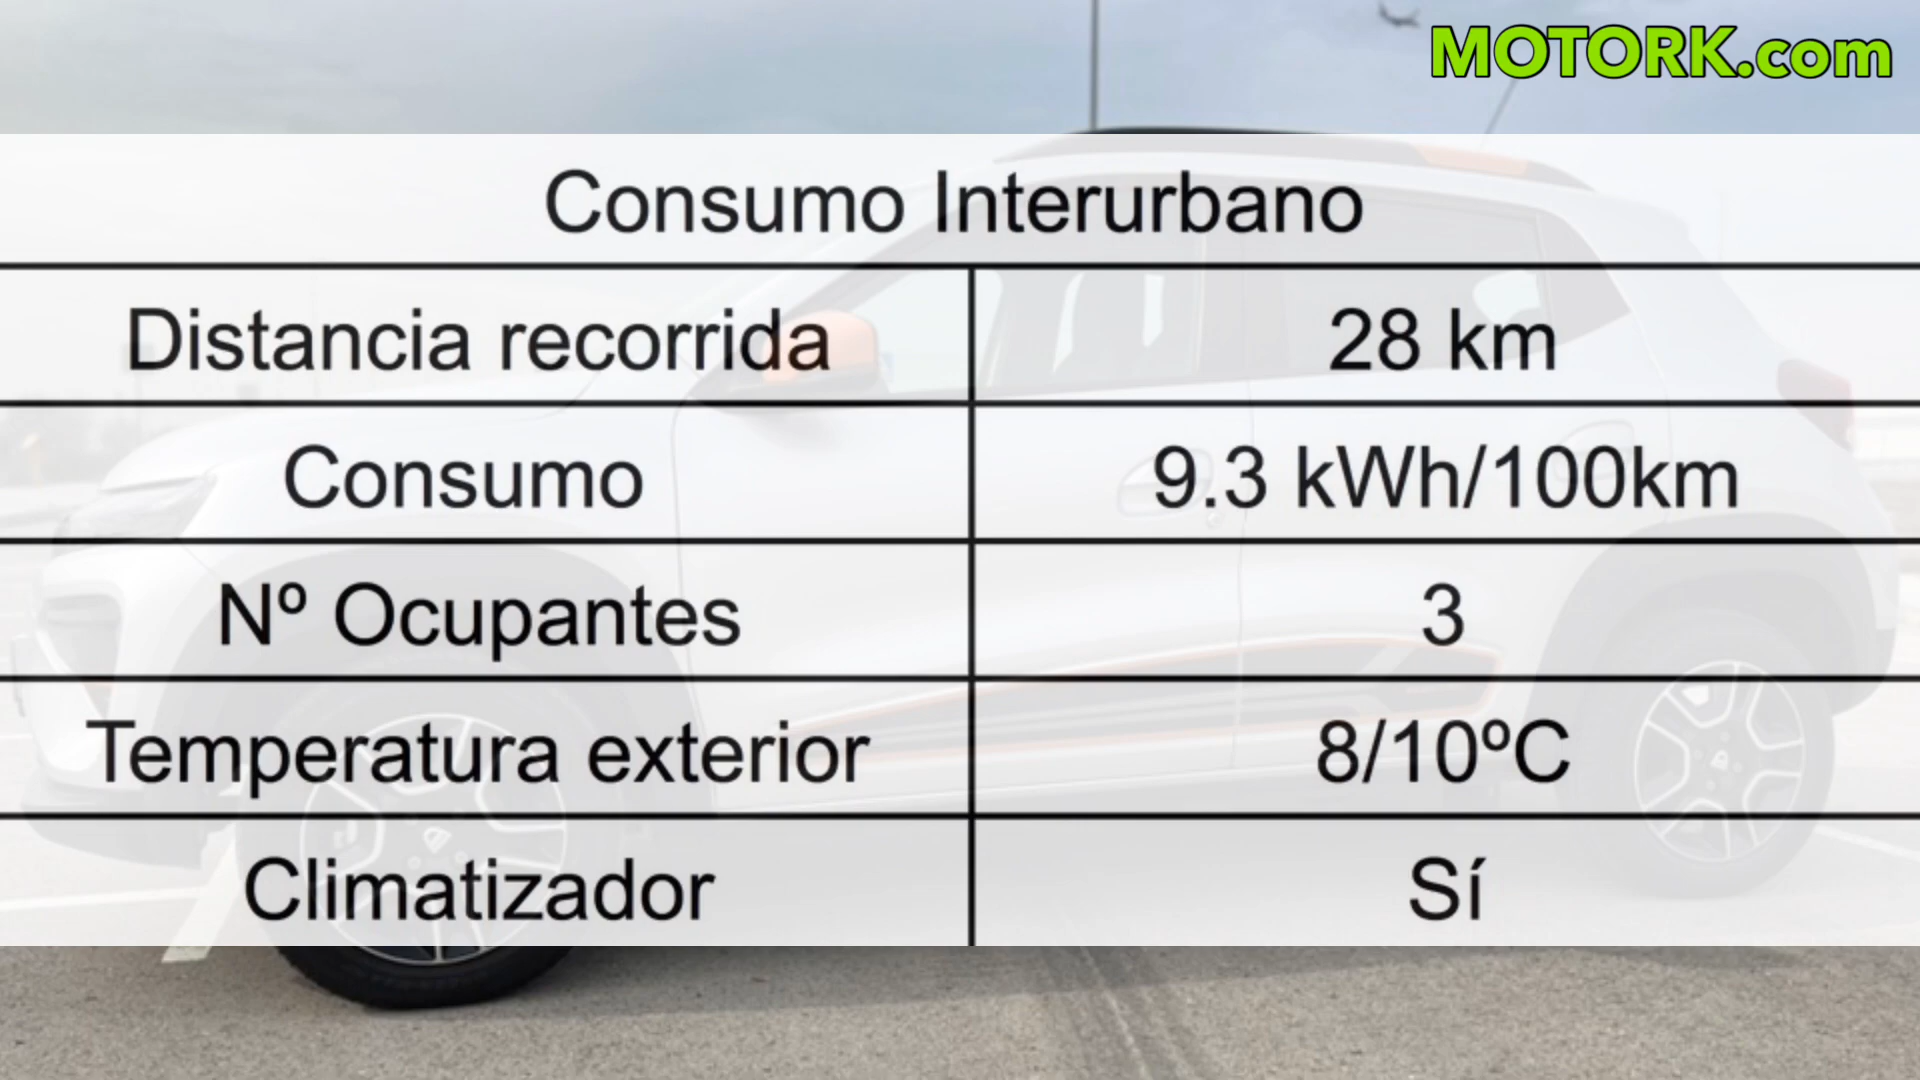 MOTORK.com
Consumo Interurbano
Distancia recorrida 28 km
Consumo 9.3 kWh/100km
Nº Ocupantes 3
Temperatura exterior 8/10ºC
Climatizador Sí